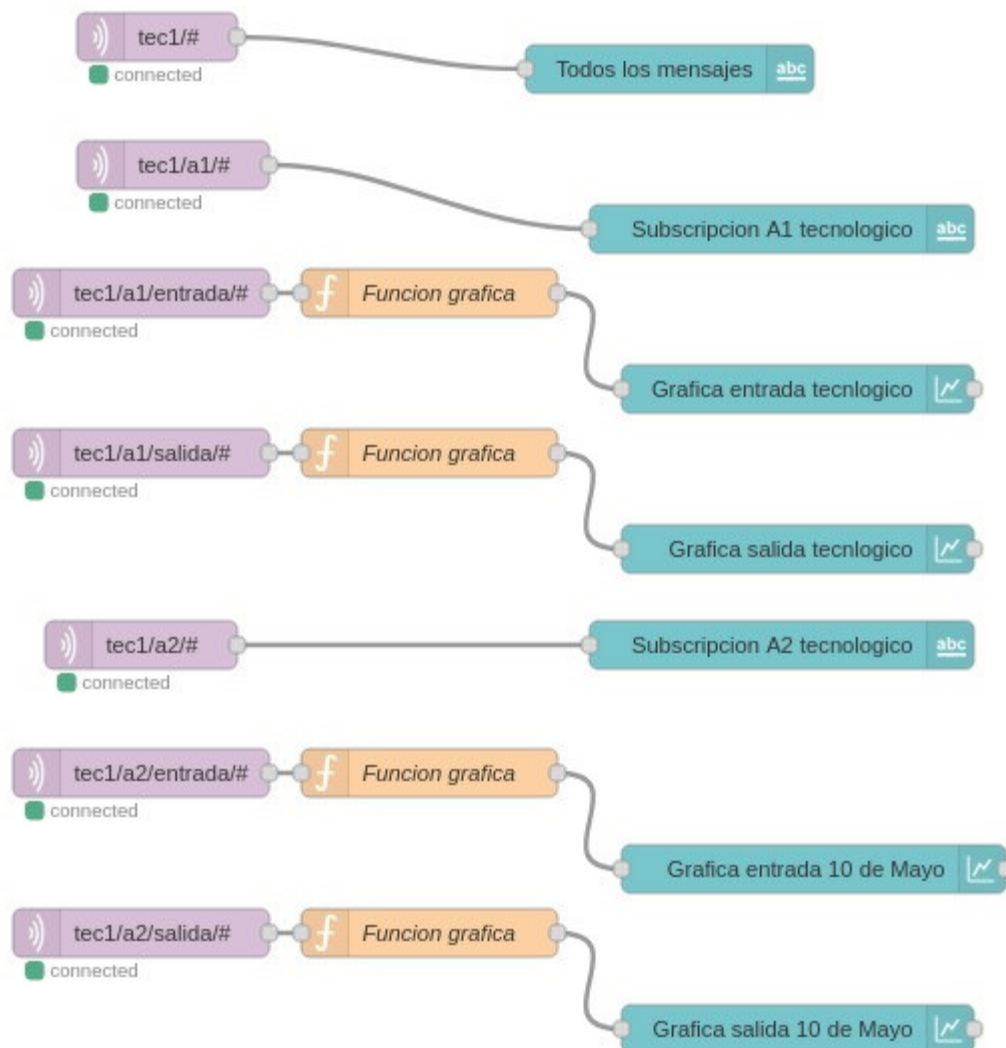 tec1/#
connected
Todos los mensajes
abc
tec1/a1/#
connected
Subscripcion A1 tecnologico
abc
tec1/a1/entrada/#
Funcion grafica
connected
Grafica entrada tecnlogico
tec1/a1/salida/#
Funcion grafica
connected
Grafica salida tecnlogico
tec1/a2/#
Subscripcion A2 tecnologico
abc
connected
tec1/a2/entrada/#
Funcion grafica
connected
Grafica entrada 10 de Mayo
tec1/a2/salida/#
Funcion grafica
connected
Grafica salida 10 de Mayo